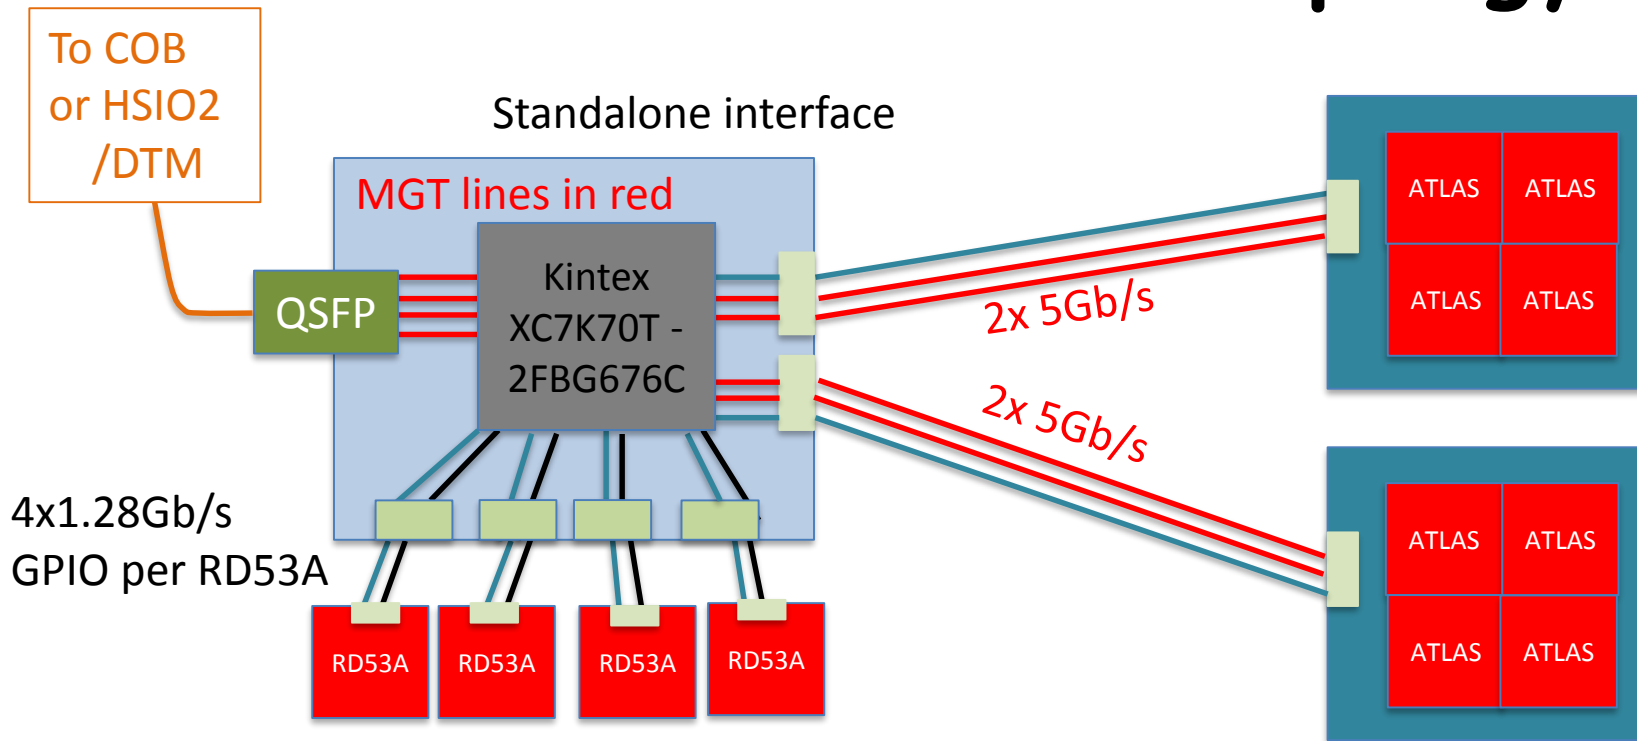 To COB
or HSIO2
/DTM
Standalone interface
MGT lines in red
QSFP
Kintex
XC7K70T -
2FBG676C
2x 5Gb/s
2x 5Gb/s
ATLAS ATLAS
ATLAS ATLAS
ATLAS ATLAS
ATLAS ATLAS
4x1.28Gb/s
GPIO per RD53A
RD53A RD53A RD53A RD53A